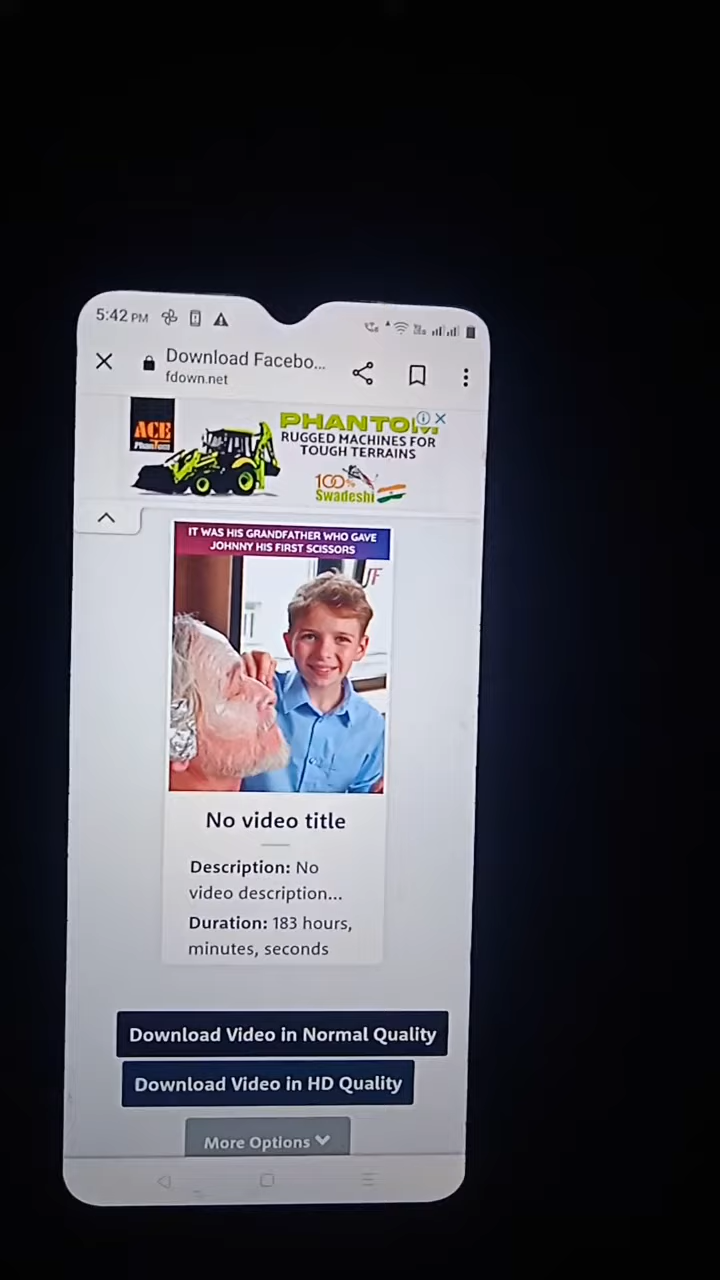 5:42 PM
Download Facebo...
fdown.net
ACE
PHANTOM
RUGGED MACHINES FOR
TOUGH TERRAINS
100%
Swadeshi
IT WAS HIS GRANDFATHER WHO GAVE
JOHNNY HIS FIRST SCISSORS
JF
No video title
Description: No
video description...
Duration: 183 hours,
minutes, seconds
Download Video in Normal Quality
Download Video in HD Quality
More Options